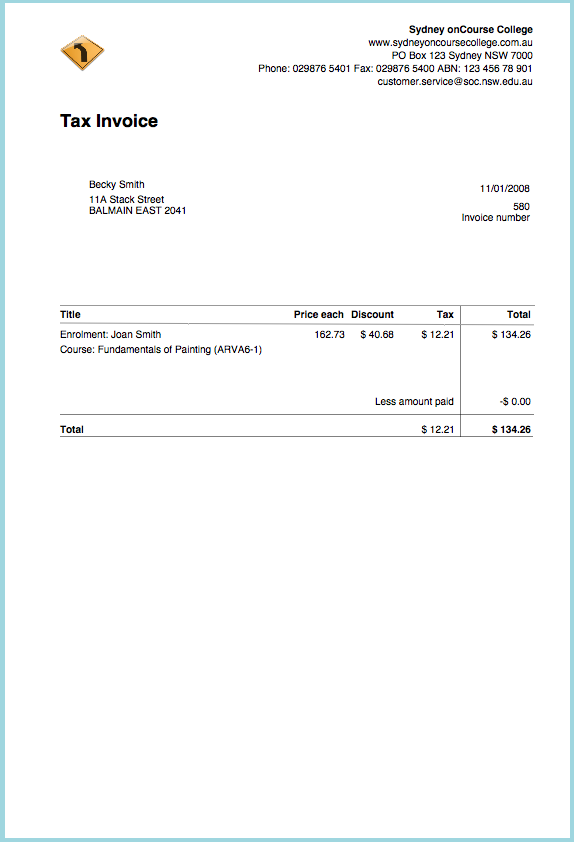 Sydney onCourse College
www.sydneyoncoursecollege.com.au
PO Box 123 Sydney NSW 7000
Phone: 029876 5401 Fax: 029876 5400 ABN: 123 456 78 901
customer.service@soc.nsw.edu.au
Tax Invoice
Becky Smith
11A Stack Street
BALMAIN EAST 2041
11/01/2008
580
Invoice number
Title Price each Discount Tax Total
Enrolment: Joan Smith 162.73 $ 40.68 $ 12.21 $ 134.26
Course: Fundamentals of Painting (ARVA6-1)
Less amount paid -$ 0.00
Total $ 12.21 $ 134.26